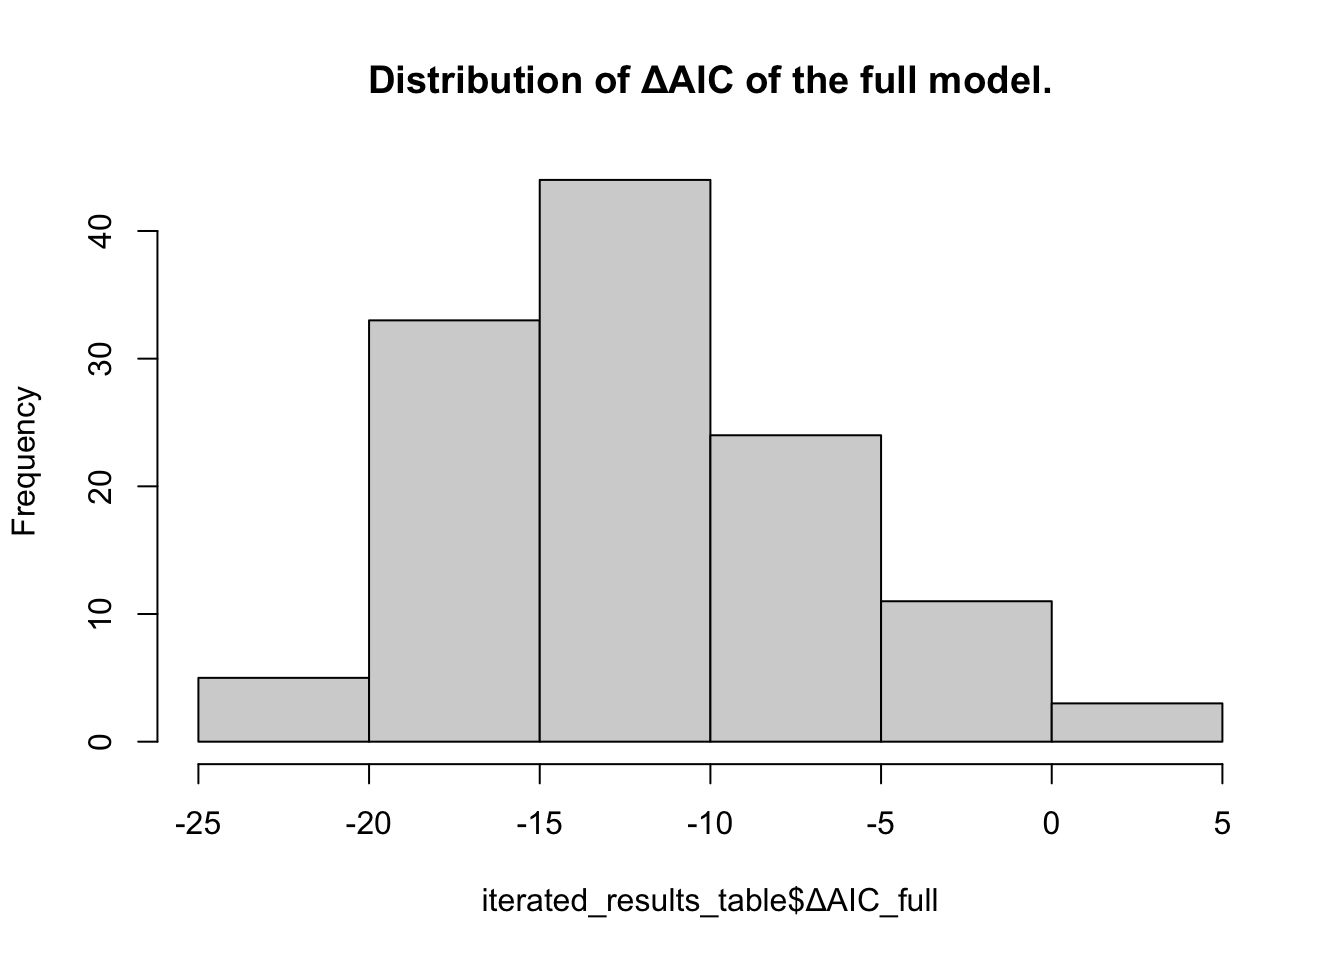 Distribution of ΔAIC of the full model.
Frequency
40
30
20
10
0
-25 -20 -15 -10 -5 0 5
iterated_results_table$ΔAIC_full